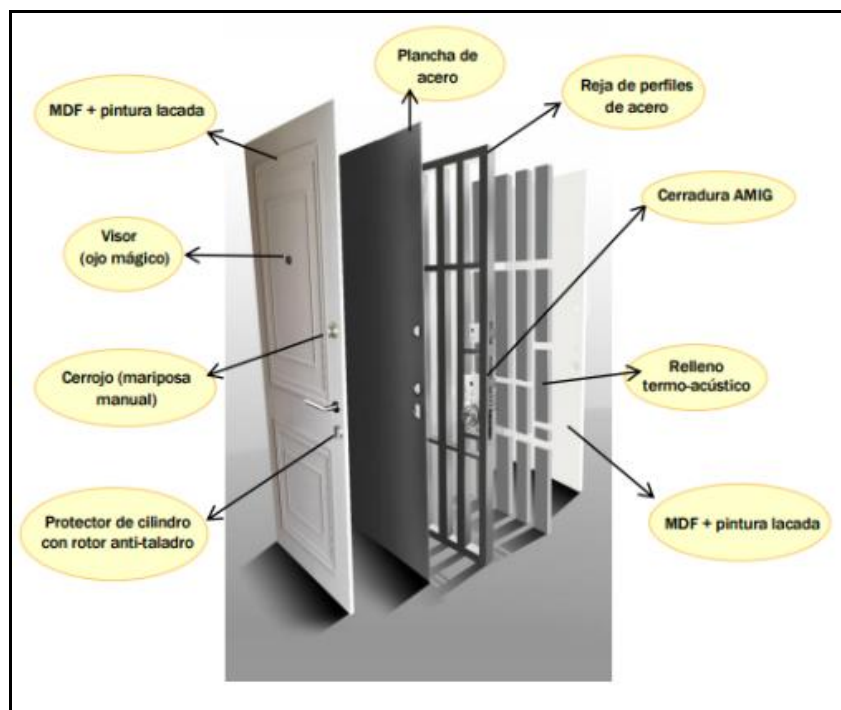 Plancha de
acero
Reja de perfiles
de acero
MDF + pintura lacada
Cerradura AMIG
Visor
(ojo mágico)
Relleno
termo-acústico
Cerrojo (mariposa
manual)
Protector de cilindro
con rotor anti-taladro
MDF + pintura lacada